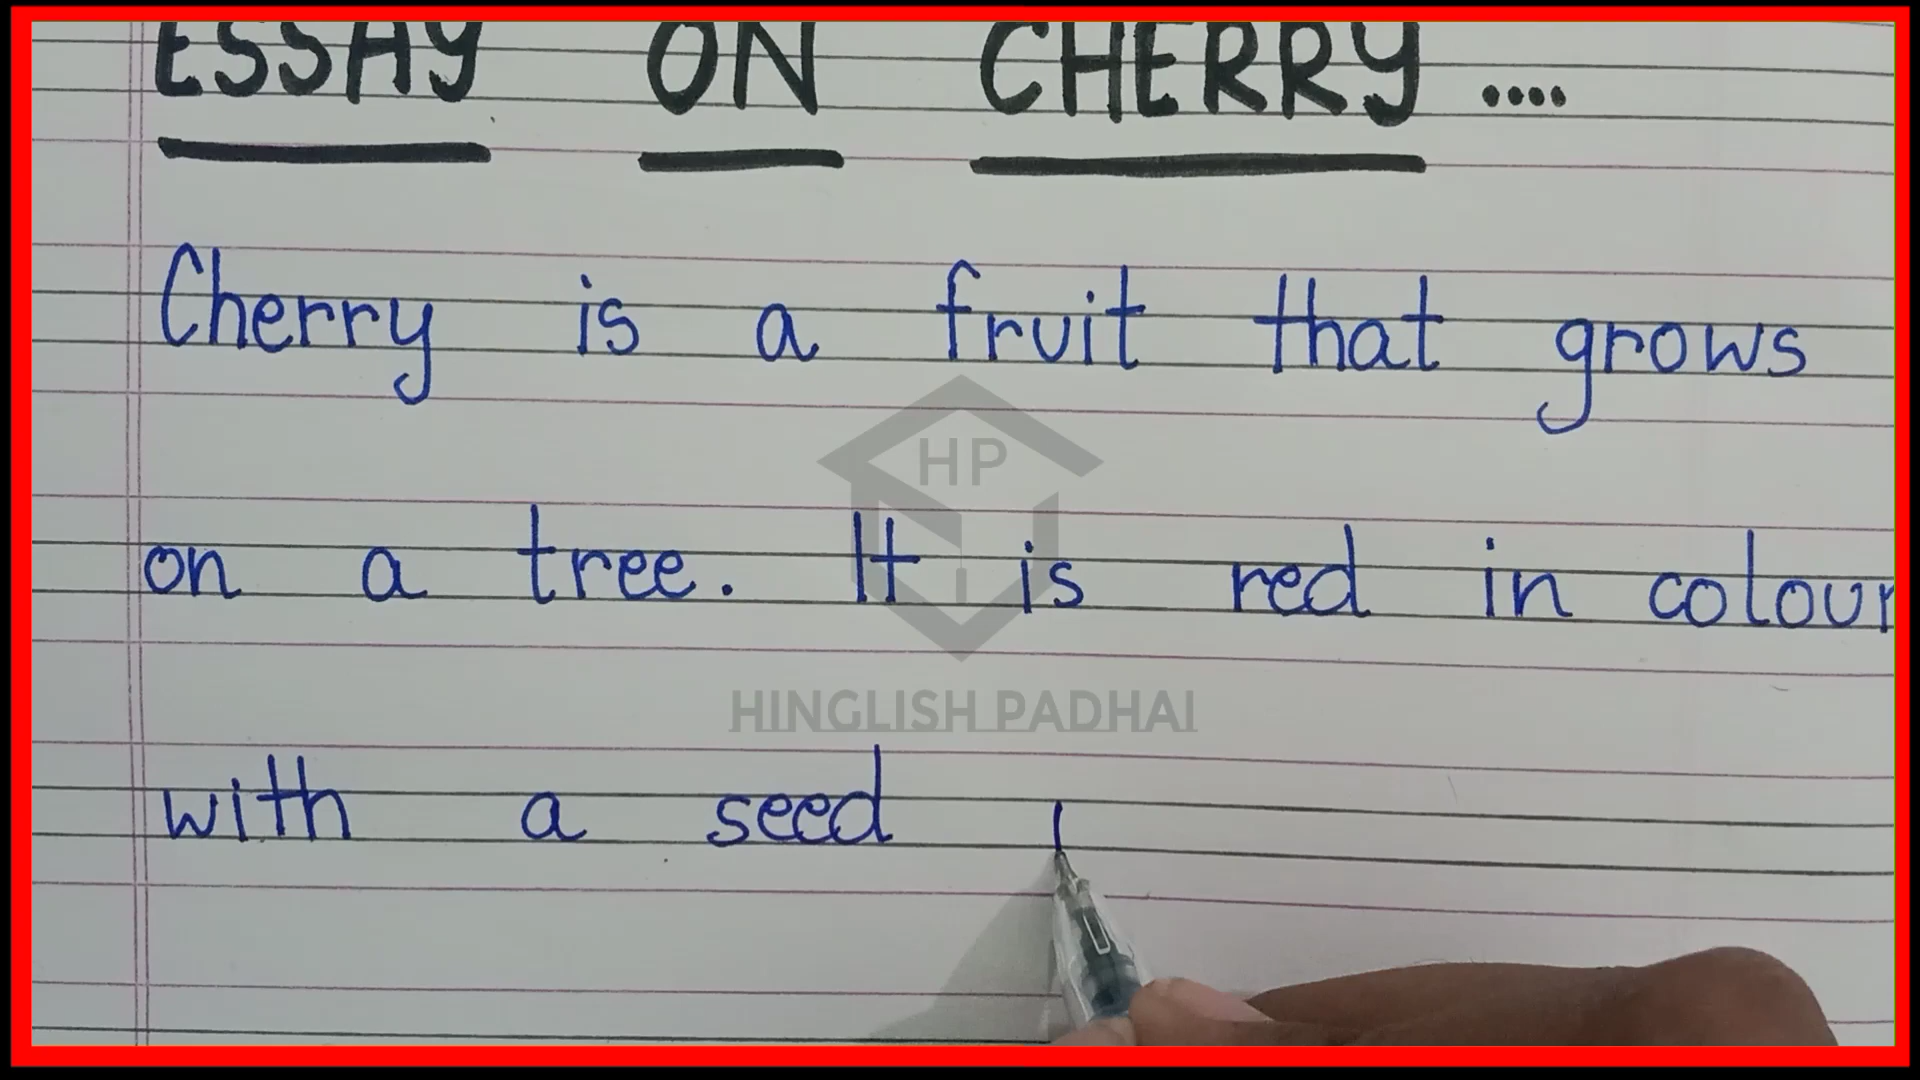 ESSAY ON CHERRY ....
Cherry is a fruit that grows
HP
on a tree. It is red in colour
HINGLISH PADHAI
with a seed